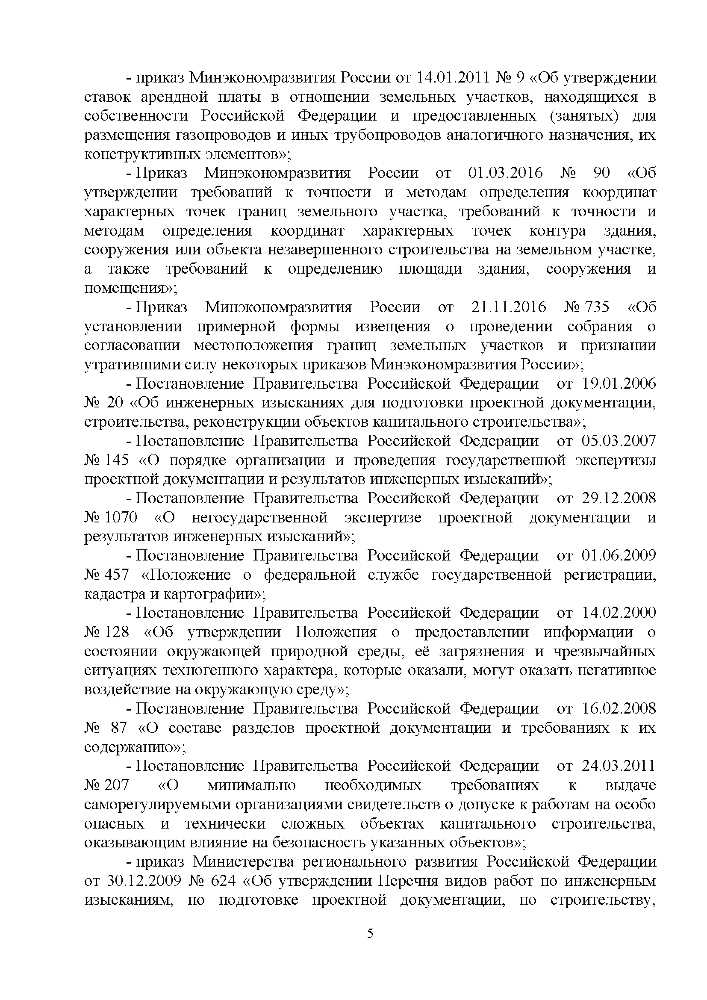 - приказ Минэкономразвития России от 14.01.2011 № 9 «Об утверждении
ставок арендной платы в отношении земельных участков, находящихся в
собственности Российской Федерации и предоставленных (занятых) для
размещения газопроводов и иных трубопроводов аналогичного назначения, их
конструктивных элементов»;
- Приказ Минэкономразвития России от 01.03.2016 № 90 «Об
утверждении требований к точности и методам определения координат
характерных точек границ земельного участка, требований к точности и
методам определения координат характерных точек контура здания,
сооружения или объекта незавершенного строительства на земельном участке,
а также требований к определению площади здания, сооружения и
помещения»;
- Приказ Минэкономразвития России от 21.11.2016 № 735 «Об
установлении примерной формы извещения о проведении собрания о
согласовании местоположения границ земельных участков и признании
утратившими силу некоторых приказов Минэкономразвития России»;
- Постановление Правительства Российской Федерации от 19.01.2006
№ 20 «Об инженерных изысканиях для подготовки проектной документации,
строительства, реконструкции объектов капитального строительства»;
- Постановление Правительства Российской Федерации от 05.03.2007
№ 145 «О порядке организации и проведения государственной экспертизы
проектной документации и результатов инженерных изысканий»;
- Постановление Правительства Российской Федерации от 29.12.2008
№ 1070 «О негосударственной экспертизе проектной документации и
результатов инженерных изысканий»;
- Постановление Правительства Российской Федерации от 01.06.2009
№ 457 «Положение о федеральной службе государственной регистрации,
кадастра и картографии»;
- Постановление Правительства Российской Федерации от 14.02.2000
№ 128 «Об утверждении Положения о предоставлении информации о
состоянии окружающей природной среды, её загрязнения и чрезвычайных
ситуациях техногенного характера, которые оказали, могут оказать негативное
воздействие на окружающую среду»;
- Постановление Правительства Российской Федерации от 16.02.2008
№ 87 «О составе разделов проектной документации и требованиях к их
содержанию»;
- Постановление Правительства Российской Федерации от 24.03.2011
№ 207 «О минимально необходимых требованиях к выдаче
саморегулируемыми организациями свидетельств о допуске к работам на особо
опасных и технически сложных объектах капитального строительства,
оказывающим влияние на безопасность указанных объектов»;
- приказ Министерства регионального развития Российской Федерации
от 30.12.2009 № 624 «Об утверждении Перечня видов работ по инженерным
изысканиям, по подготовке проектной документации, по строительству,
5